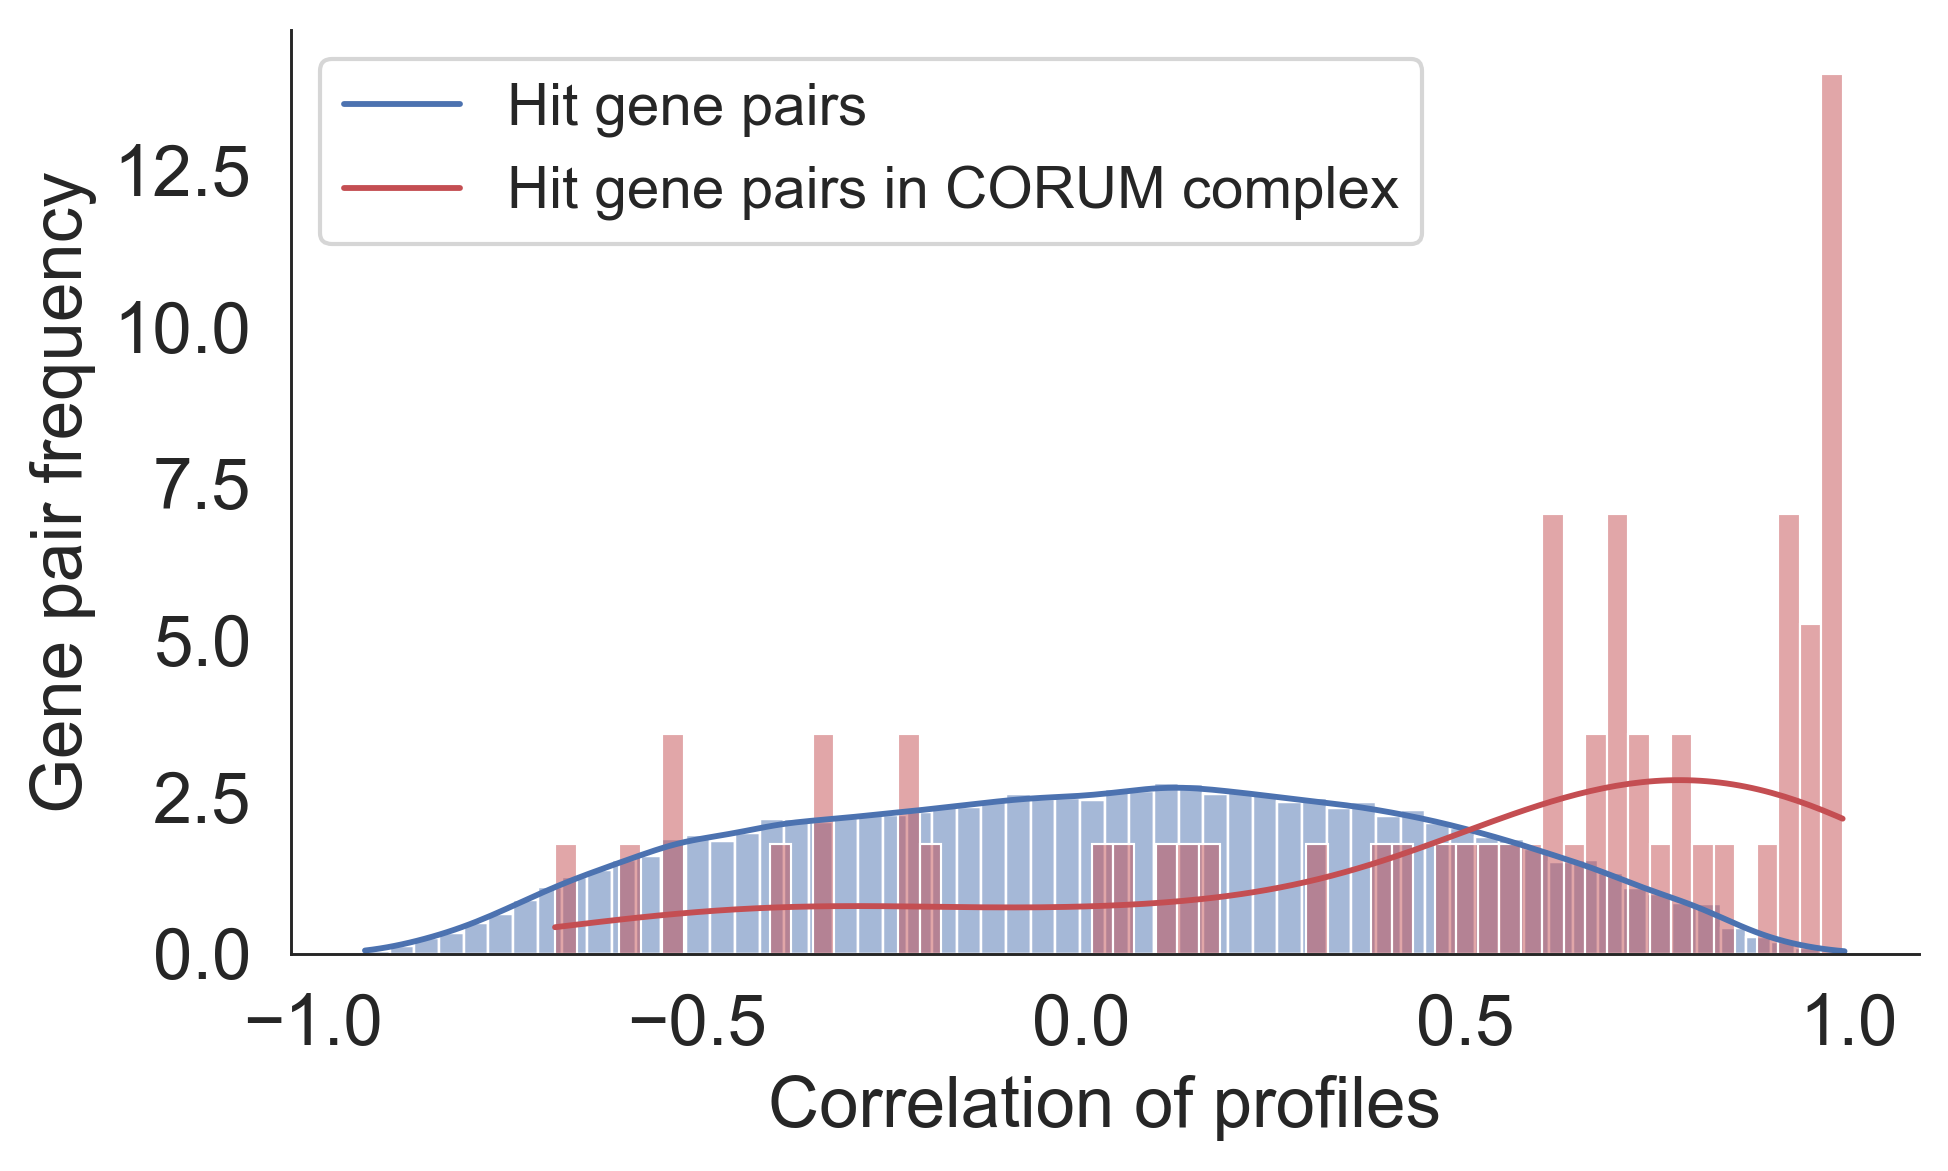 Hit gene pairs
Hit gene pairs in CORUM complex
Gene pair frequency
12.5
10.0
7.5
5.0
2.5
0.0
−1.0
−0.5
0.0
0.5
1.0
Correlation of profiles